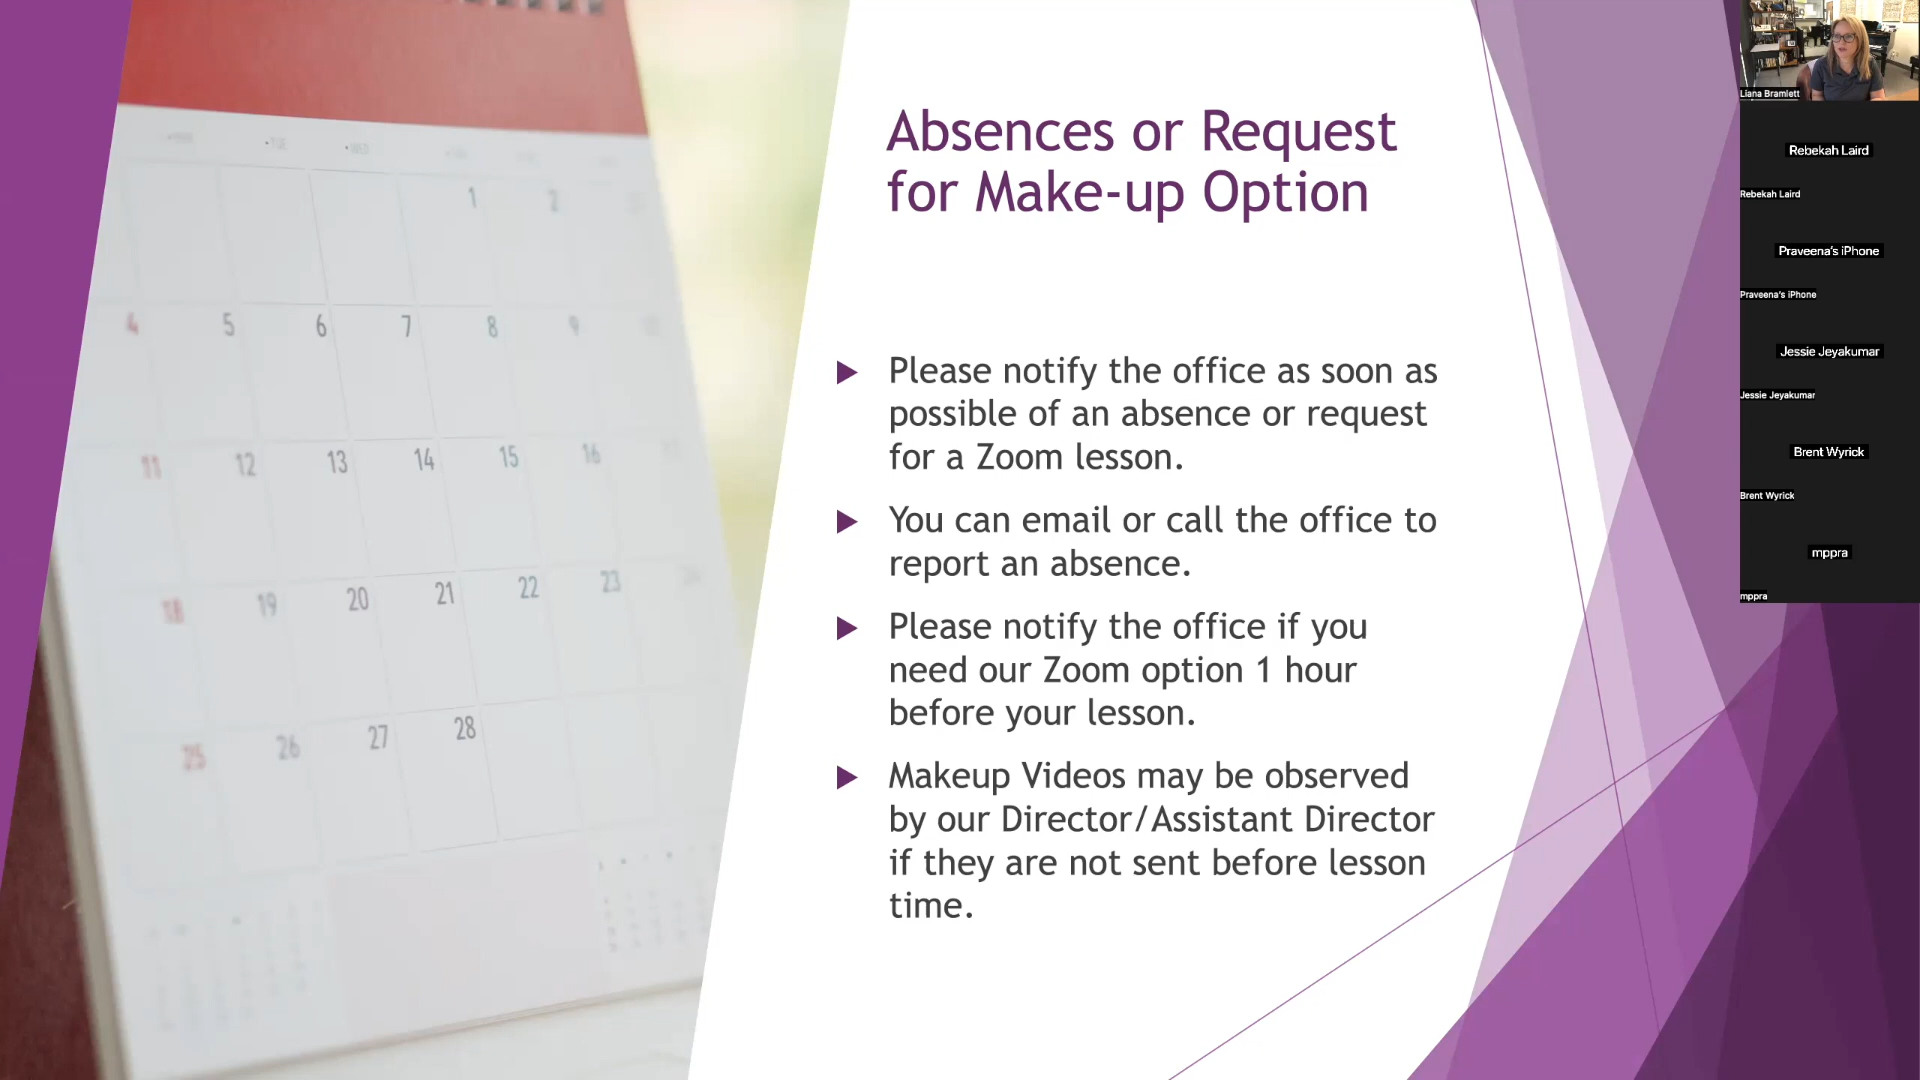 Absences or Request
for Make-up Option
Please notify the office as soon as
possible of an absence or request
for a Zoom lesson.
You can email or call the office to
report an absence.
Please notify the office if you
need our Zoom option 1 hour
before your lesson.
Makeup Videos may be observed
by our Director/Assistant Director
if they are not sent before lesson
time.
1 2
4 5 6 7 8 9
11 12 13 14 15 16
18 19 20 21 22 23
25 26 27 28
Liana Bramlett
Rebekah Laird
Rebekah Laird
Praveena's iPhone
Praveena's iPhone
Jessie Jeyakumar
Jessie Jeyakumar
Brent Wyrick
Brent Wyrick
mppra
mppra